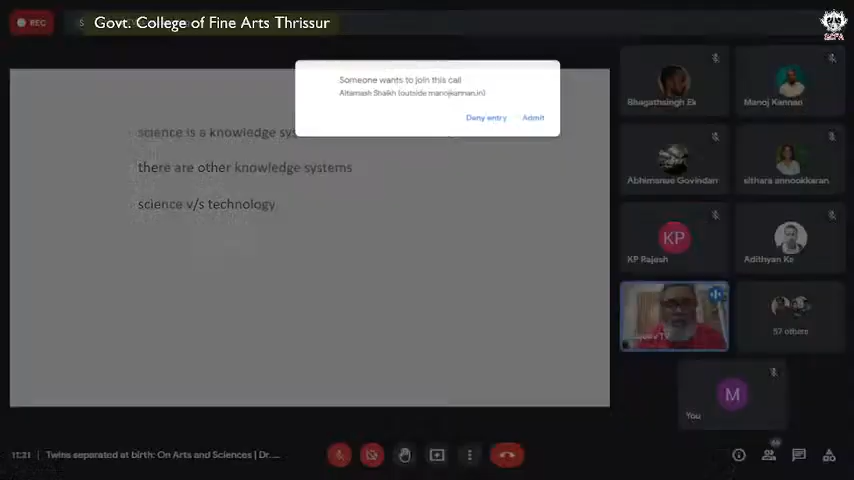 REC
Govt. College of Fine Arts Thrissur
GCFA
Someone wants to join this call
Altamash Shaikh (outside manojkannan.in)
Deny entry
Admit
science is a knowledge sys
there are other knowledge systems
science v/s technology
Bhagathsingh Ek
Manoj Kannan
Abhimanue Govindan
sithara annookkaran
KP
KP Rajesh
Adithyan Ks
TV
57 others
M
You
11:21 | Twins separated at birth: On Arts and Sciences | Dr....